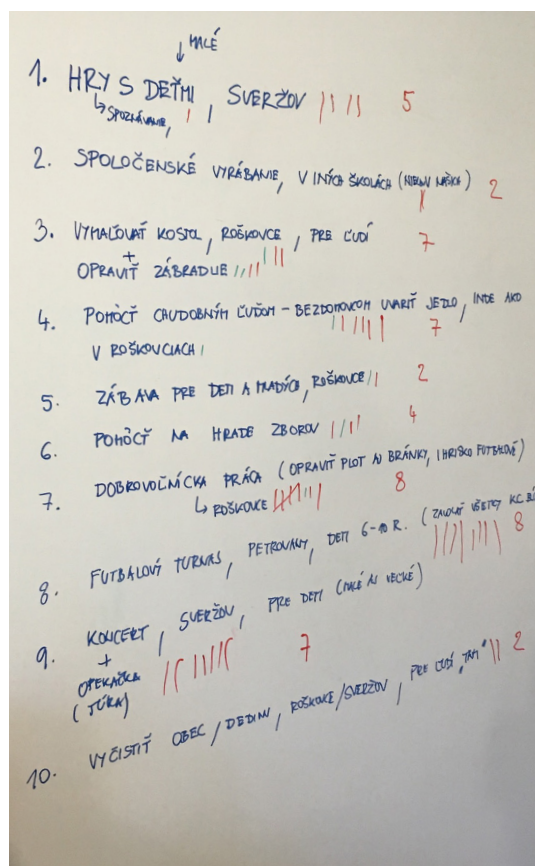 ↓ MALÉ
1. HRY S DEŤMI, SVERŽOV 5
↳ SPOZNÁVANIE,
2. SPOLOČENSKÉ VYRÁBANIE, V INÝCH ŠKOLÁCH ( NAŠICH) 2
3. VYMAĽOVAŤ KOSTOL, ROŠKOVCE, PRE ĽUDÍ 7
+
OPRAVIŤ ZÁBRADLIE
4. POMÔCŤ CHUDOBNÝM ĽUĎOM - BEZDOMOVCOM UVARIŤ JEDLO, INDE AKO
V ROŠKOVCIACH 7
5. ZÁBAVA PRE DETI A MLADÝCH, ROŠKOVCE 2
6. POMÔCŤ NA HRADE ZBOROV 4
7. DOBROVOĽNÍCKA PRÁCA (OPRAVIŤ PLOT AJ BRÁNKY, IHRISKO FUTBALOVÉ)
↳ ROŠKOVCE 8
8. FUTBALOVÝ TURNAJ, PETROVANY, DETI 6-10 R. ( VŠETKY KC 8
9. KONCERT, SVERŽOV, PRE DETI (MALÉ AJ VEĽKÉ)
+
OPEKAČKA 7
(TÚRA)
10. VYČISTIŤ OBEC, DEDINU, ROŠKOVCE/SVERŽOV, PRE ĽUDÍ „TAM" 2